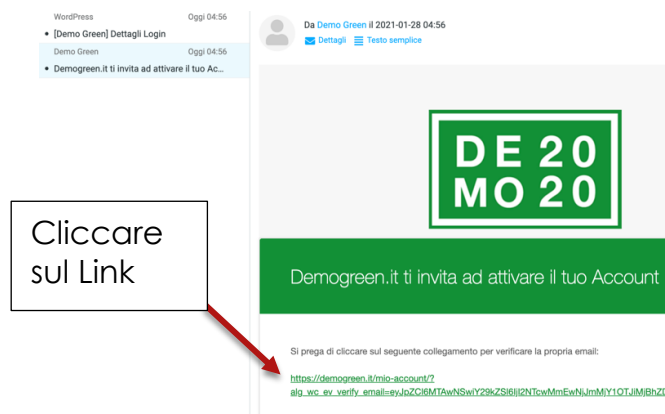 WordPress Oggi 04:56
[Demo Green] Dettagli Login
Demo Green Oggi 04:56
Demogreen.it ti invita ad attivare il tuo Ac...
Da Demo Green il 2021-01-28 04:56
Dettagli Testo semplice
DE 20
MO 20
Cliccare
sul Link
Demogreen.it ti invita ad attivare il tuo Account
Si prega di cliccare sul seguente collegamento per verificare la propria email:
https://demogreen.it/mio-account/?